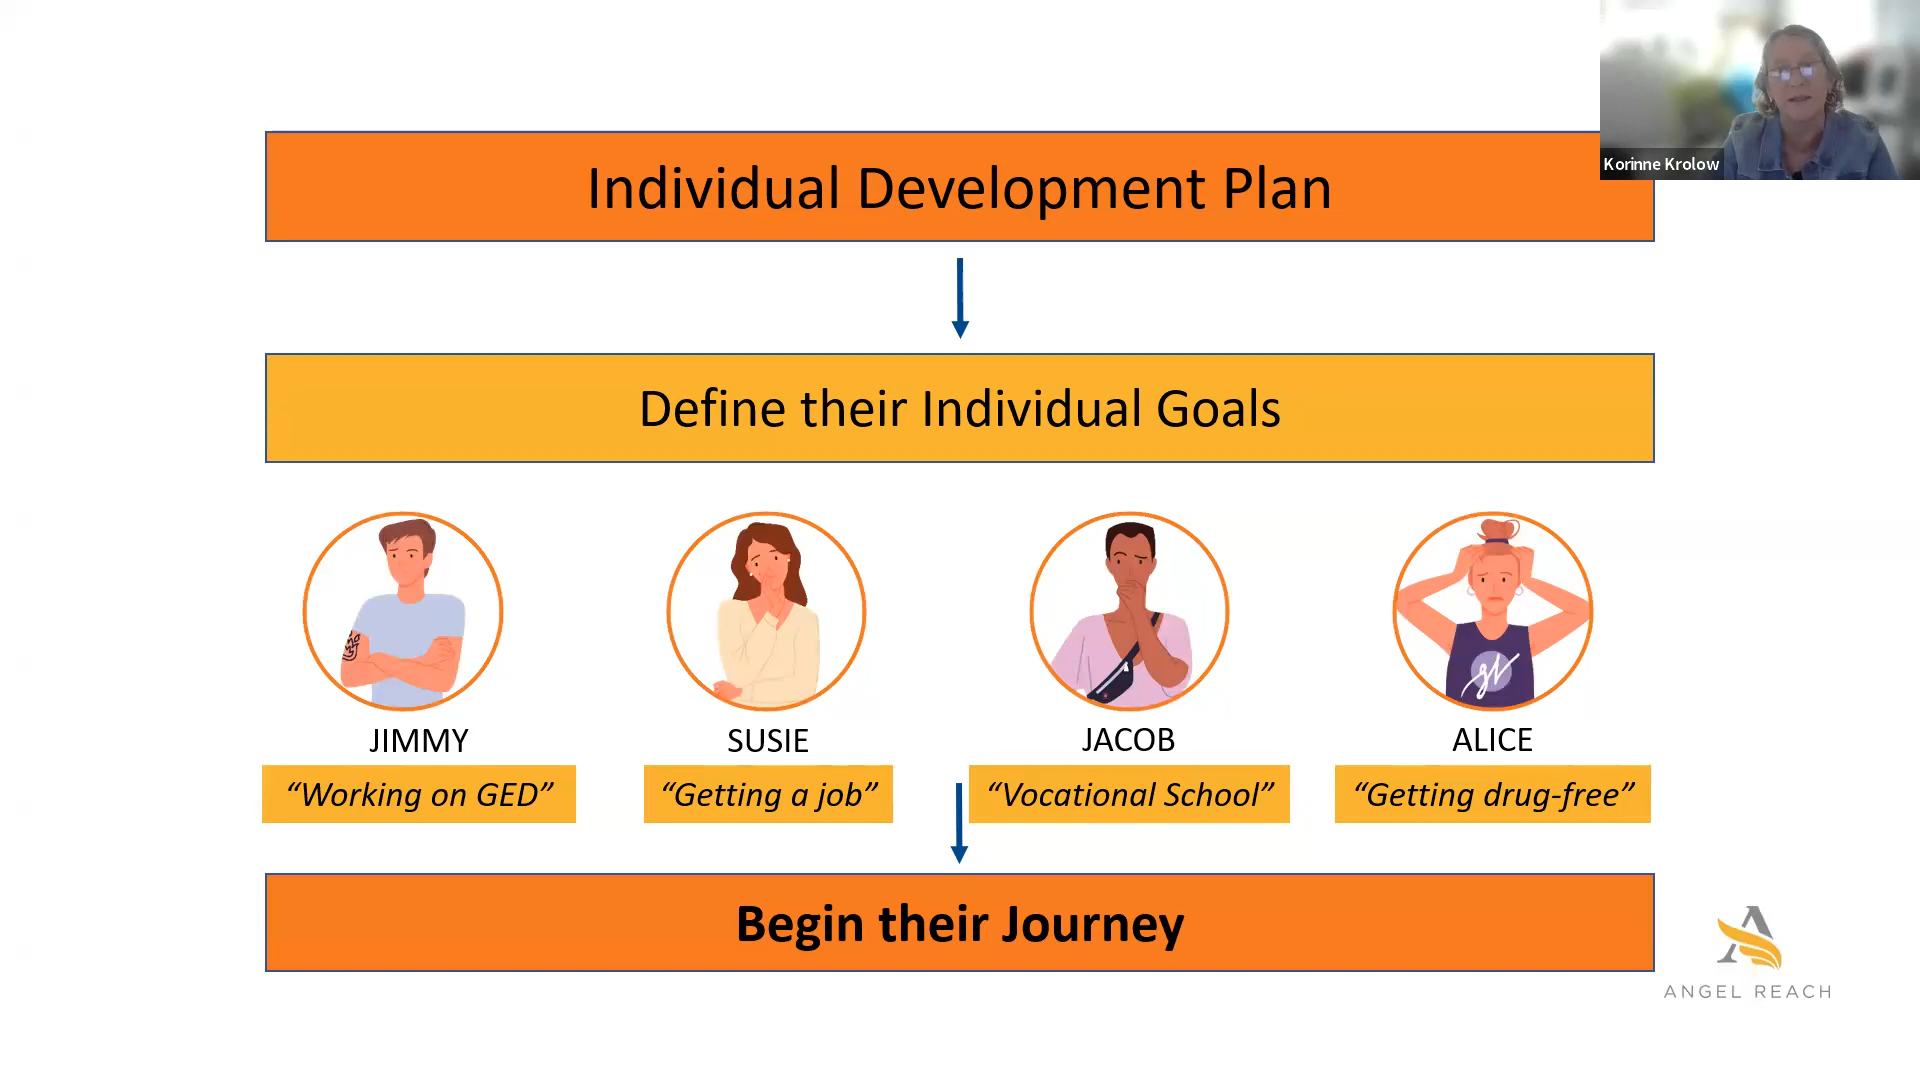 Korinne Krolow
Individual Development Plan
Define their Individual Goals
JIMMY
SUSIE
JACOB
ALICE
“Working on GED”
“Getting a job”
“Vocational School”
“Getting drug-free”
Begin their Journey
ANGEL REACH